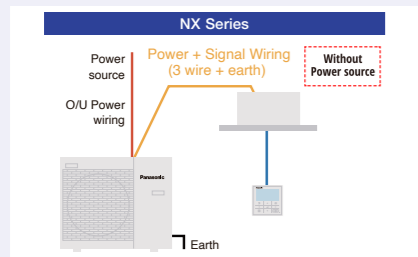 NX Series
Power
source
Power + Signal Wiring
(3 wire + earth)
Without
Power source
O/U Power
wiring
Panasonic
Earth